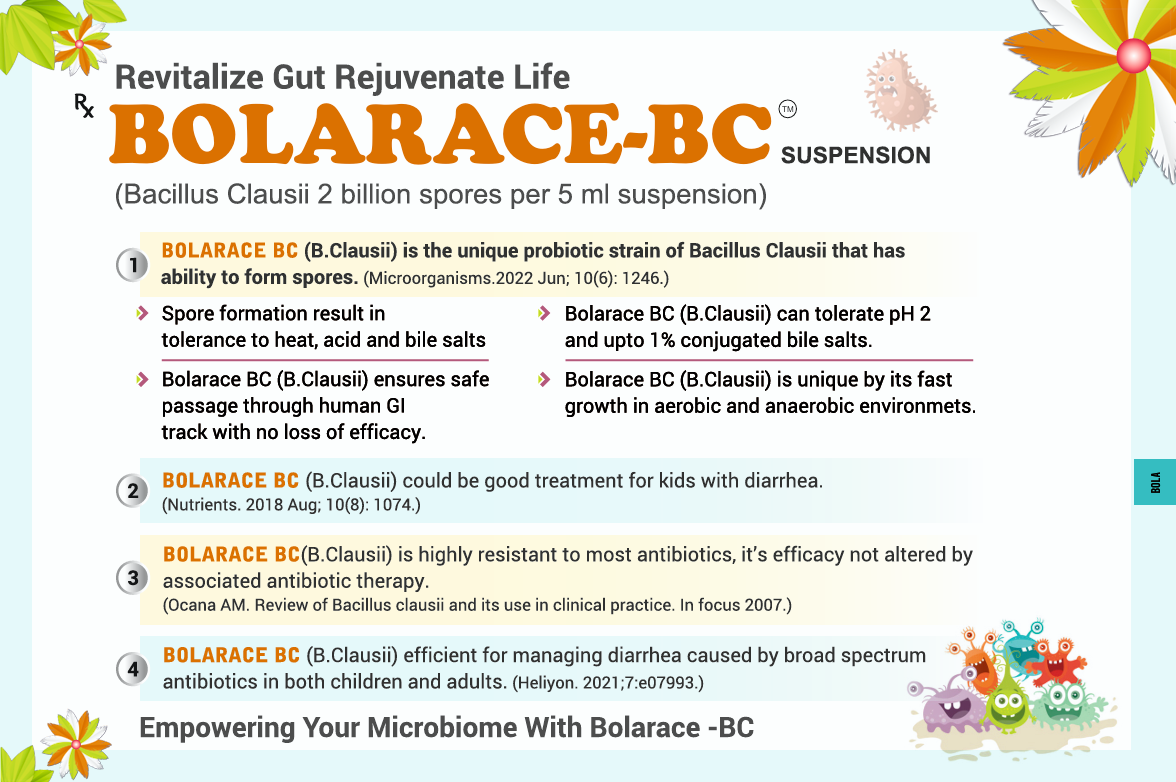 Revitalize Gut Rejuvenate Life
Rx BOLARACE-BC TM
SUSPENSION
(Bacillus Clausii 2 billion spores per 5 ml suspension)
1
BOLARACE BC (B.Clausii) is the unique probiotic strain of Bacillus Clausii that has
ability to form spores. (Microorganisms.2022 Jun; 10(6): 1246.)
Spore formation result in
tolerance to heat, acid and bile salts
Bolarace BC (B.Clausii) can tolerate pH 2
and upto 1% conjugated bile salts.
Bolarace BC (B.Clausii) ensures safe
passage through human GI
track with no loss of efficacy.
Bolarace BC (B.Clausii) is unique by its fast
growth in aerobic and anaerobic environmets.
2
BOLARACE BC (B.Clausii) could be good treatment for kids with diarrhea.
(Nutrients. 2018 Aug; 10(8): 1074.)
3
BOLARACE BC(B.Clausii) is highly resistant to most antibiotics, it's efficacy not altered by
associated antibiotic therapy.
(Ocana AM. Review of Bacillus clausii and its use in clinical practice. In focus 2007.)
4
BOLARACE BC (B.Clausii) efficient for managing diarrhea caused by broad spectrum
antibiotics in both children and adults. (Heliyon. 2021;7:e07993.)
Empowering Your Microbiome With Bolarace -BC
BOLA